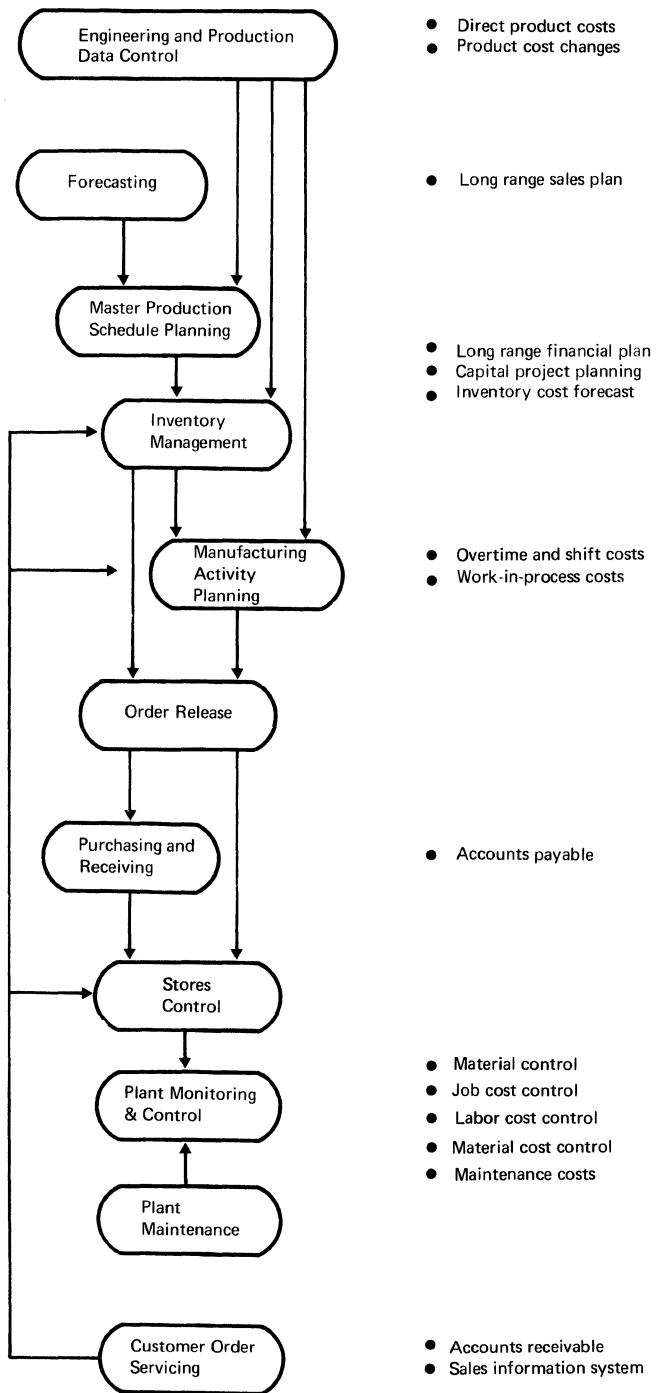 Engineering and Production
Data Control
● Direct product costs
● Product cost changes
Forecasting
● Long range sales plan
Master Production
Schedule Planning
● Long range financial plan
● Capital project planning
● Inventory cost forecast
Inventory
Management
Manufacturing
Activity
Planning
● Overtime and shift costs
● Work-in-process costs
Order Release
Purchasing and
Receiving
● Accounts payable
Stores
Control
Plant Monitoring
& Control
● Material control
● Job cost control
● Labor cost control
● Material cost control
● Maintenance costs
Plant
Maintenance
Customer Order
Servicing
● Accounts receivable
● Sales information system